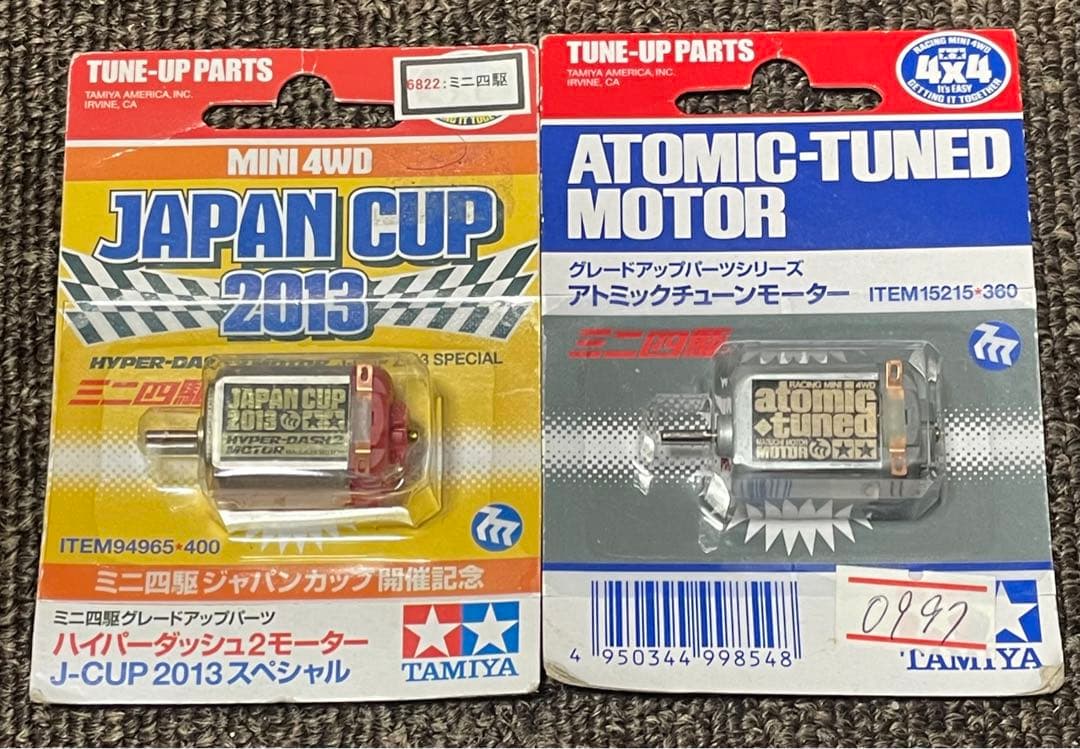 TUNE-UP PARTS
TAMIYA AMERICA, INC.
IRVINE, CA
6822:ミニ四駆
MINI 4WD
JAPAN CUP
2013
SPECIAL
ミニ四駆
JAPAN CUP
2013
HYPER-DASH 2
MOTOR
ITEM94965★400
ミニ四駆 ジャパンカップ 開催記念
ミニ四駆グレードアップパーツ
ハイパーダッシュ2モーター
J-CUP 2013 スペシャル
TAMIYA
TUNE-UP PARTS
TAMIYA AMERICA, INC.
IRVINE, CA
RACING MINI 4WD
4x4
It's EASY
GETTING IT TOGETHER
ATOMIC-TUNED
MOTOR
グレードアップパーツシリーズ
アトミックチューンモーター ITEM15215★360
ミニ四駆
RACING MINI 4WD
atomic
tuned
MABUCHI MOTOR
MOTOR
4 950344 998548
0997
TAMIYA